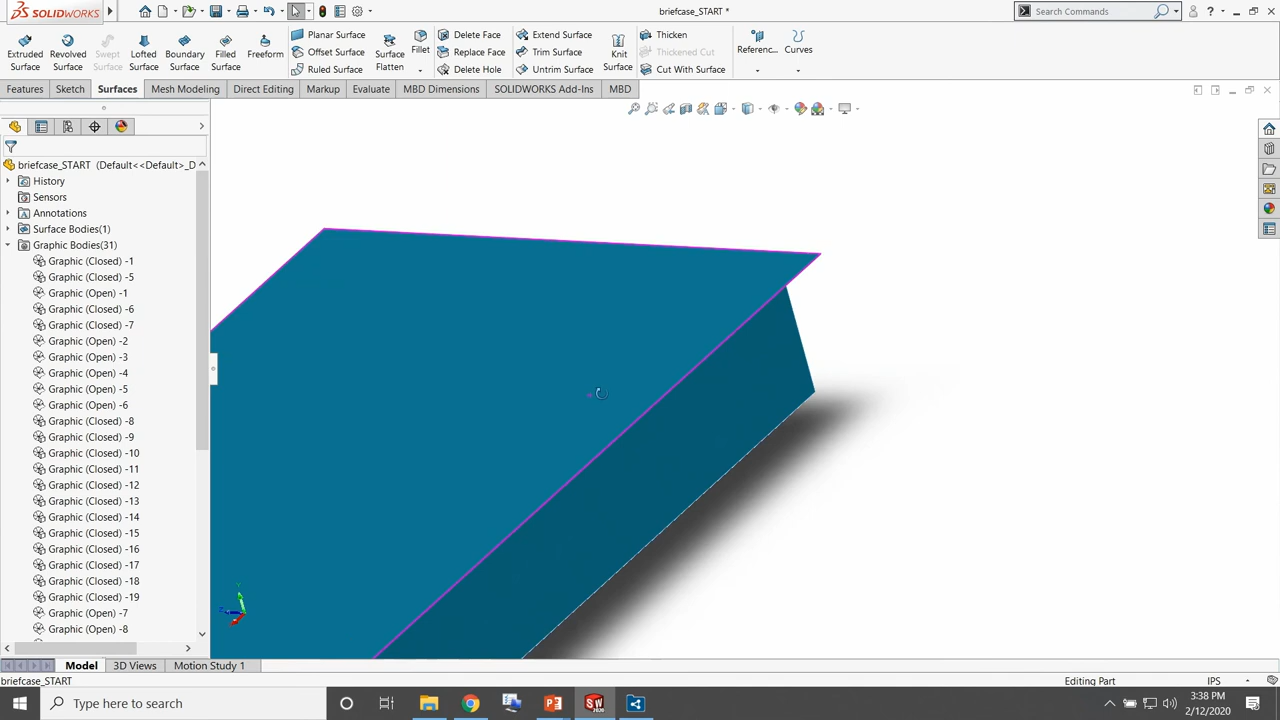 SOLIDWORKS
briefcase_START *
Search Commands
Extruded Surface
Revolved Surface
Swept Surface
Lofted Surface
Boundary Surface
Filled Surface
Freeform
Planar Surface
Offset Surface
Ruled Surface
Surface Flatten
Fillet
Delete Face
Replace Face
Delete Hole
Extend Surface
Trim Surface
Untrim Surface
Knit Surface
Thicken
Thickened Cut
Cut With Surface
Referenc...
Curves
Features
Sketch
Surfaces
Mesh Modeling
Direct Editing
Markup
Evaluate
MBD Dimensions
SOLIDWORKS Add-Ins
MBD
briefcase_START (Default<<Default>_D
History
Sensors
Annotations
Surface Bodies(1)
Graphic Bodies(31)
Graphic (Closed) -1
Graphic (Closed) -5
Graphic (Open) -1
Graphic (Closed) -6
Graphic (Closed) -7
Graphic (Open) -2
Graphic (Open) -3
Graphic (Open) -4
Graphic (Open) -5
Graphic (Open) -6
Graphic (Closed) -8
Graphic (Closed) -9
Graphic (Closed) -10
Graphic (Closed) -11
Graphic (Closed) -12
Graphic (Closed) -13
Graphic (Closed) -14
Graphic (Closed) -15
Graphic (Closed) -16
Graphic (Closed) -17
Graphic (Closed) -18
Graphic (Closed) -19
Graphic (Open) -7
Graphic (Open) -8
Model
3D Views
Motion Study 1
briefcase_START
Editing Part
IPS
Type here to search
3:38 PM
2/12/2020